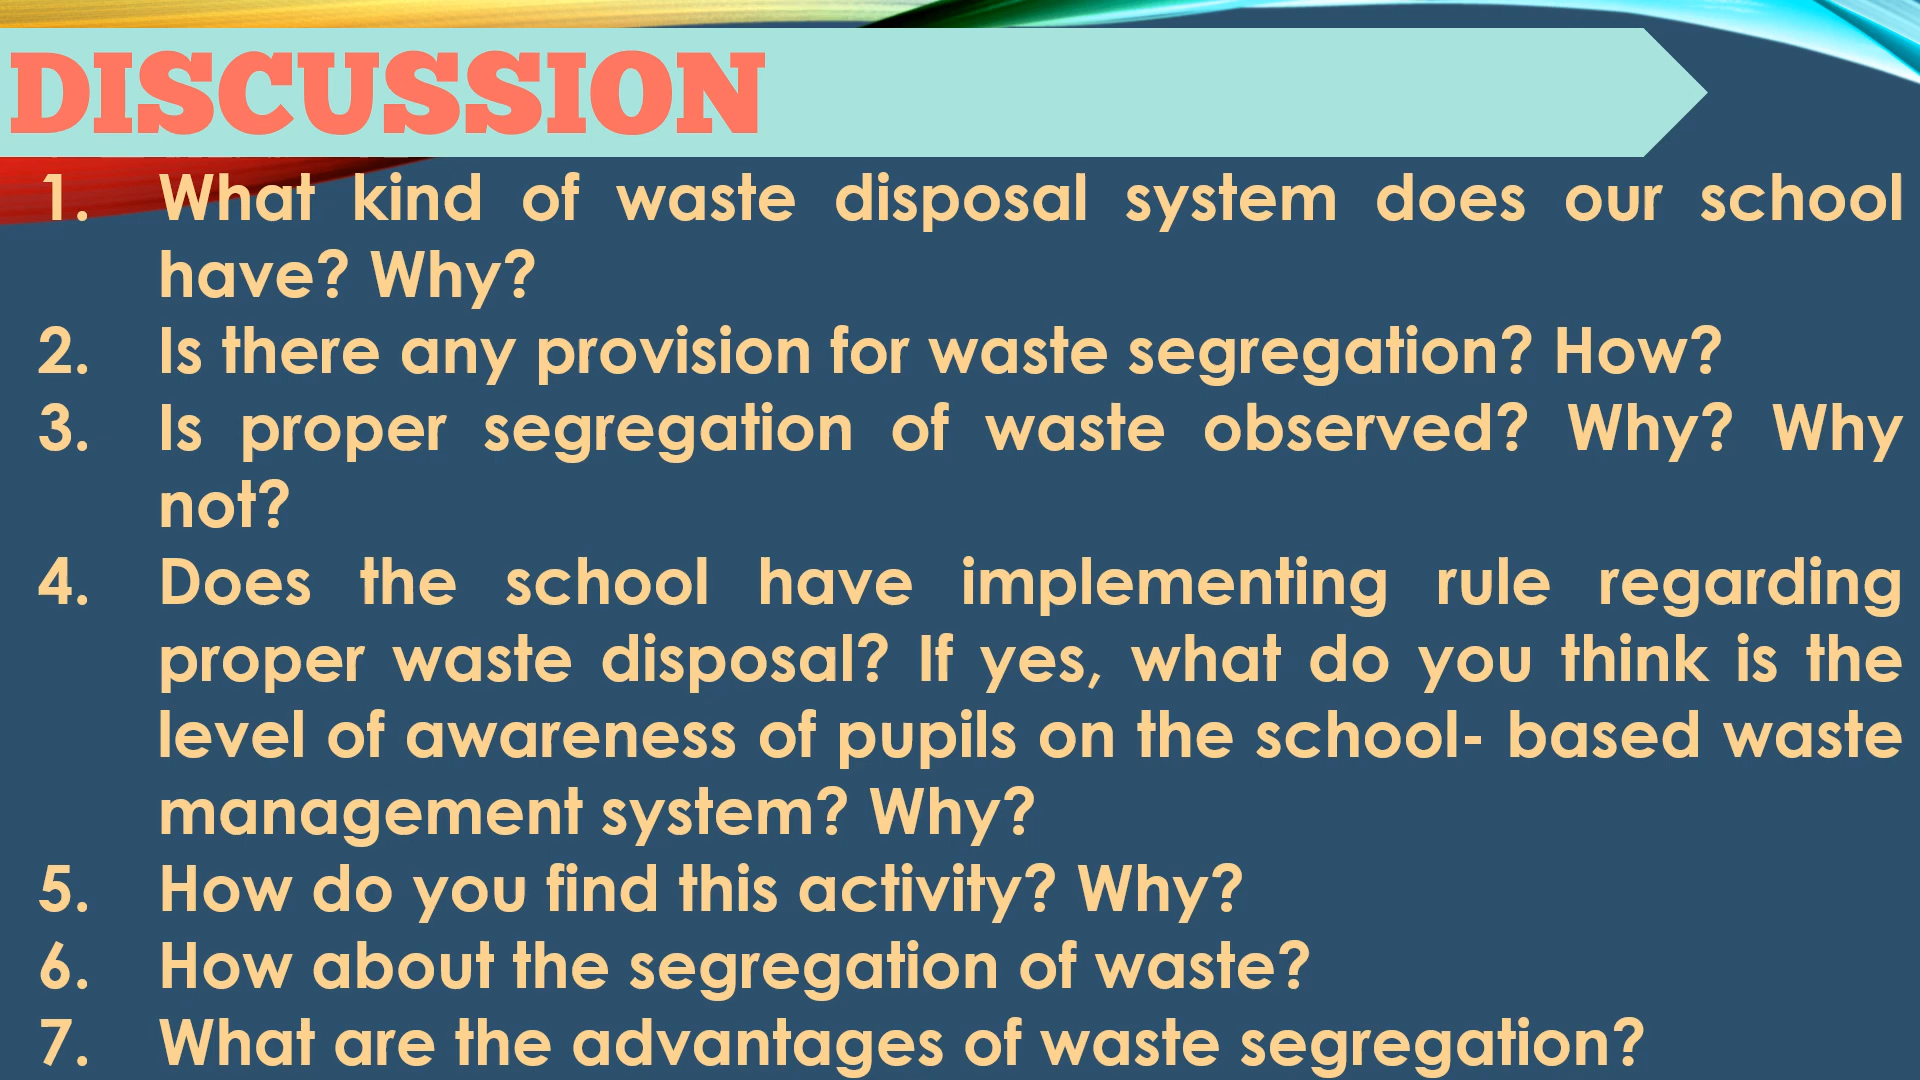 DISCUSSION
1. What kind of waste disposal system does our school
have? Why?
2. Is there any provision for waste segregation? How?
3. Is proper segregation of waste observed? Why? Why
not?
4. Does the school have implementing rule regarding
proper waste disposal? If yes, what do you think is the
level of awareness of pupils on the school- based waste
management system? Why?
5. How do you find this activity? Why?
6. How about the segregation of waste?
7. What are the advantages of waste segregation?